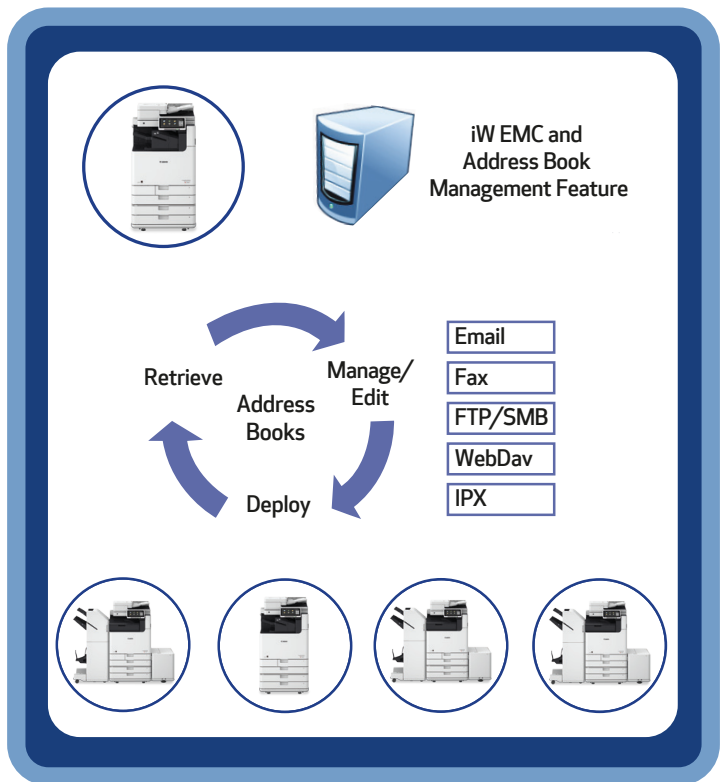 iW EMC and
Address Book
Management Feature
Retrieve
Manage/
Edit
Address
Books
Deploy
Email
Fax
FTP/SMB
WebDav
IPX